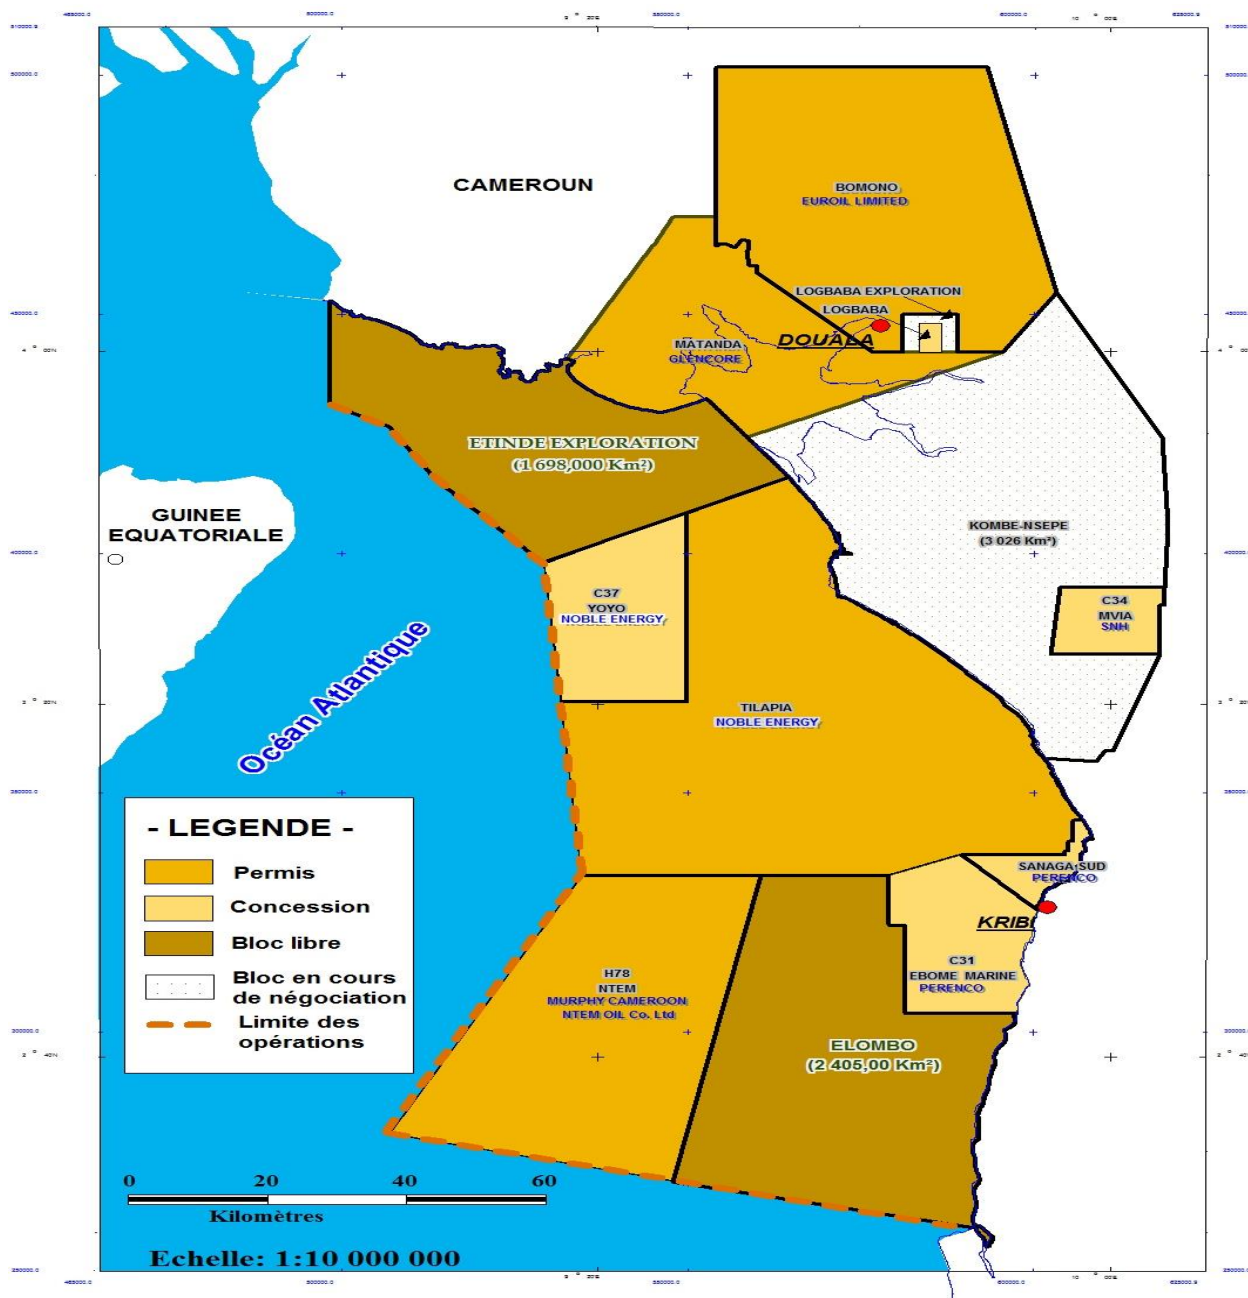 CAMEROUN
BOMONO
EUROIL LIMITED
LOGBABA EXPLORATION
LOGBABA
DOUALA
MATANDA
GLENCORE
ETINDE EXPLORATION
(1 698,000 Km²)
GUINEE
EQUATORIALE
KOMBE-NSEPE
(3 026 Km²)
C37
YOYO
NOBLE ENERGY
C34
MVIA
SNH
Océan Atlantique
TILAPIA
NOBLE ENERGY
- LEGENDE -
Permis
Concession
Bloc libre
Bloc en cours
de négociation
Limite des
opérations
SANAGA SUD
PERENCO
KRIBI
C31
EBOME MARINE
PERENCO
H78
NTEM
MURPHY CAMEROON
NTEM OIL Co. Ltd
ELOMBO
(2 405,00 Km²)
0 20 40 60
Kilomètres
Echelle: 1:10 000 000